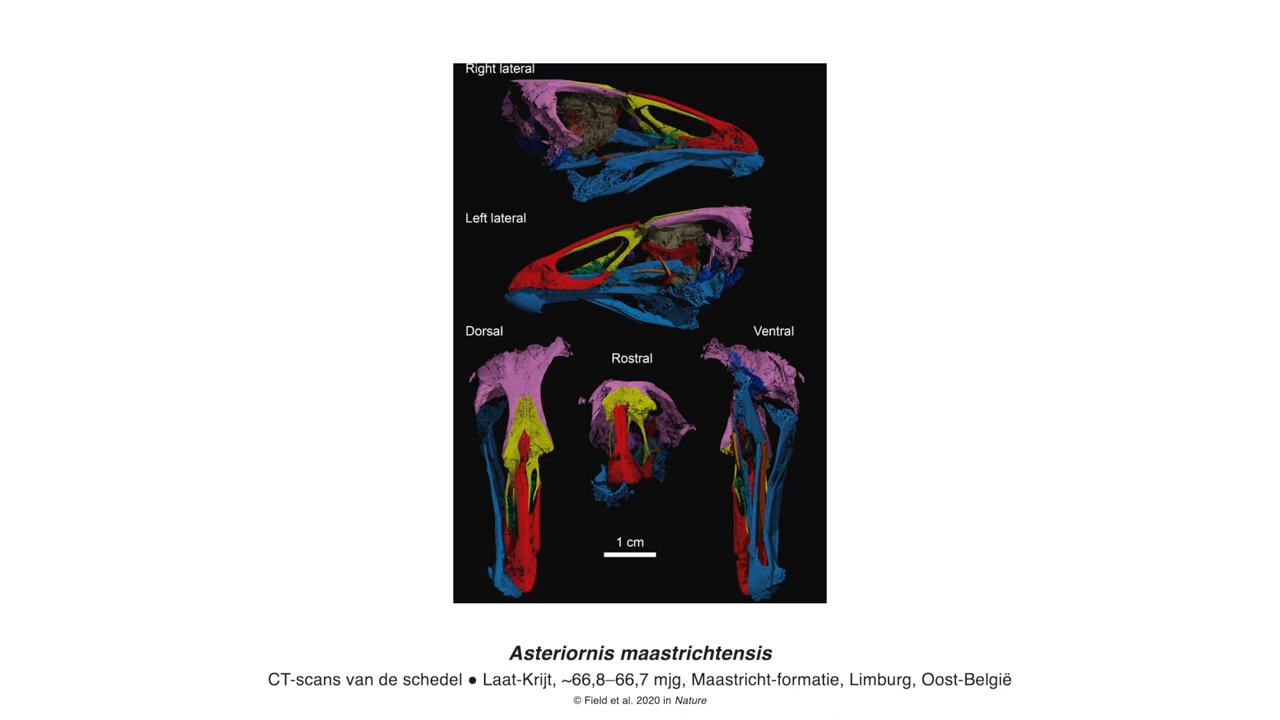 Right lateral
Left lateral
Dorsal
Ventral
Rostral
1 cm
Asteriornis maastrichtensis
CT-scans van de schedel ● Laat-Krijt, ~66,8–66,7 mjg, Maastricht-formatie, Limburg, Oost-België
© Field et al. 2020 in Nature